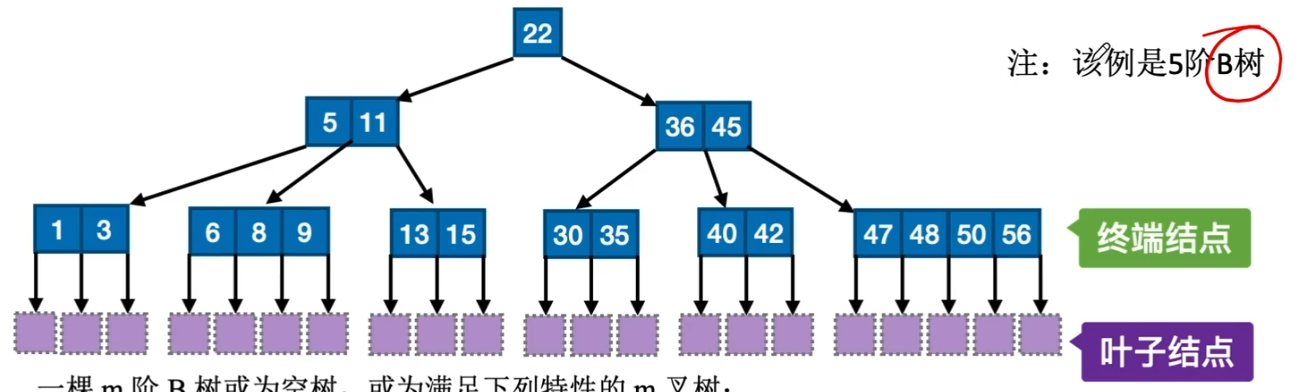 22
注：该例是5阶B树
5 11
36 45
1 3
6 8 9
13 15
30 35
40 42
47 48 50 56
终端结点
叶子结点
一棵 m 阶 B 树或为空树，或为满足下列特性的 m 叉树：